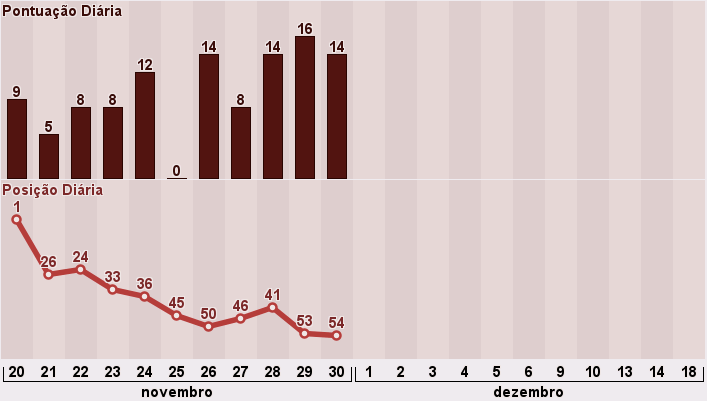 Pontuação Diária
9 5 8 8 12 0 14 8 14 16 14
Posição Diária
1 26 24 33 36 45 50 46 41 53 54
20 21 22 23 24 25 26 27 28 29 30 1 2 3 4 5 6 9 10 13 14 18
novembro dezembro